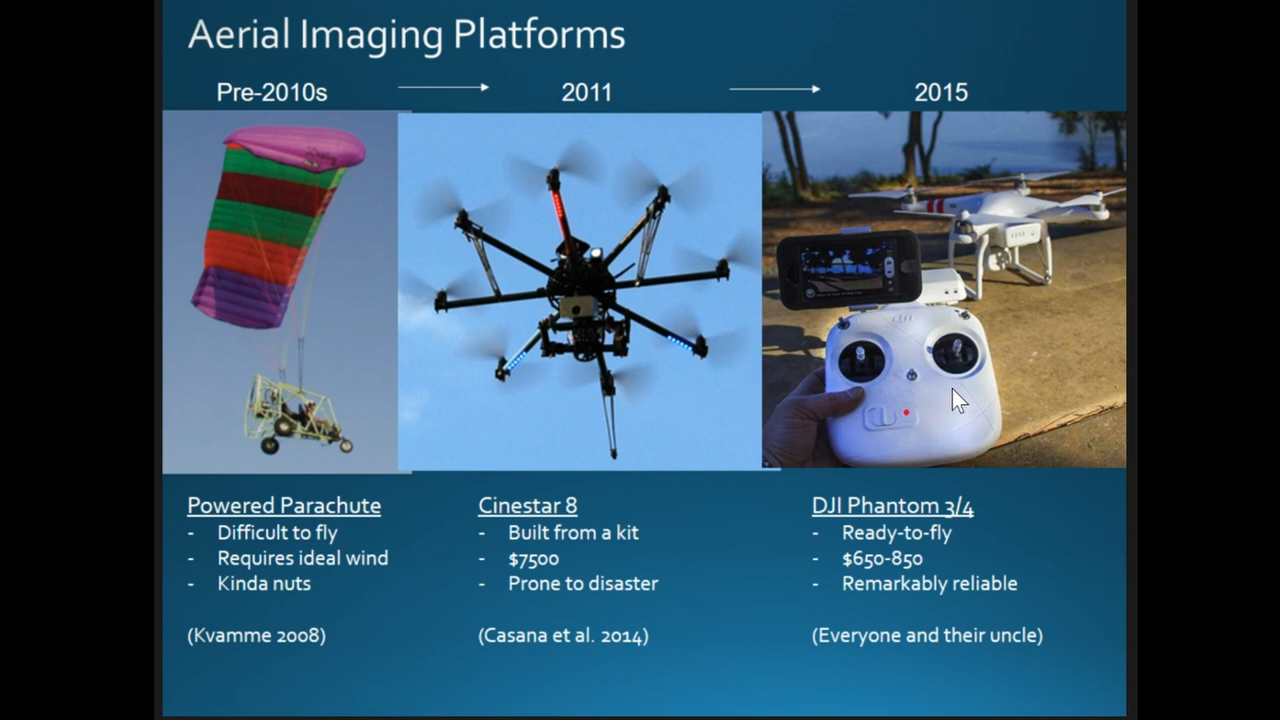 Aerial Imaging Platforms
Pre-2010s
2011
2015
Powered Parachute
- Difficult to fly
- Requires ideal wind
- Kinda nuts
(Kvamme 2008)
Cinestar 8
- Built from a kit
- $7500
- Prone to disaster
(Casana et al. 2014)
DJI Phantom 3/4
- Ready-to-fly
- $650-850
- Remarkably reliable
(Everyone and their uncle)